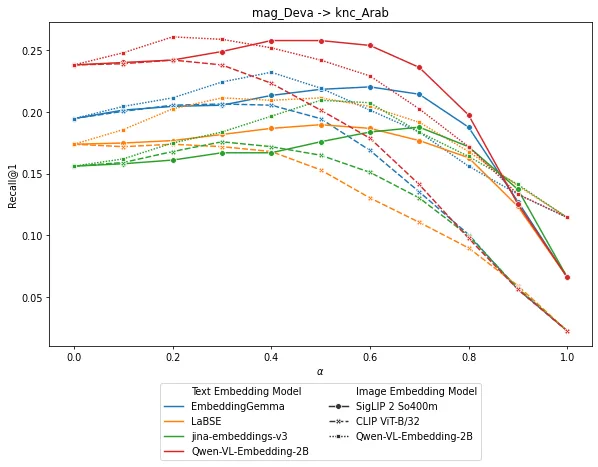 mag_Deva -> knc_Arab
Recall@1
0.25
0.20
0.15
0.10
0.05
0.0 0.2 0.4 0.6 0.8 1.0
α
Text Embedding Model
EmbeddingGemma
LaBSE
jina-embeddings-v3
Qwen-VL-Embedding-2B
Image Embedding Model
SigLIP 2 So400m
CLIP ViT-B/32
Qwen-VL-Embedding-2B